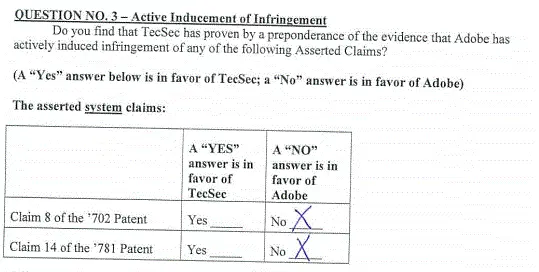 QUESTION NO. 3 – Active Inducement of Infringement
Do you find that TecSec has proven by a preponderance of the evidence that Adobe has
actively induced infringement of any of the following Asserted Claims?
(A “Yes” answer below is in favor of TecSec; a “No” answer is in favor of Adobe)
The asserted system claims:
A “YES”
answer is in
favor of
TecSec
A “NO”
answer is in
favor of
Adobe
Claim 8 of the ’702 Patent Yes ____ No X
Claim 14 of the ’781 Patent Yes ____ No X